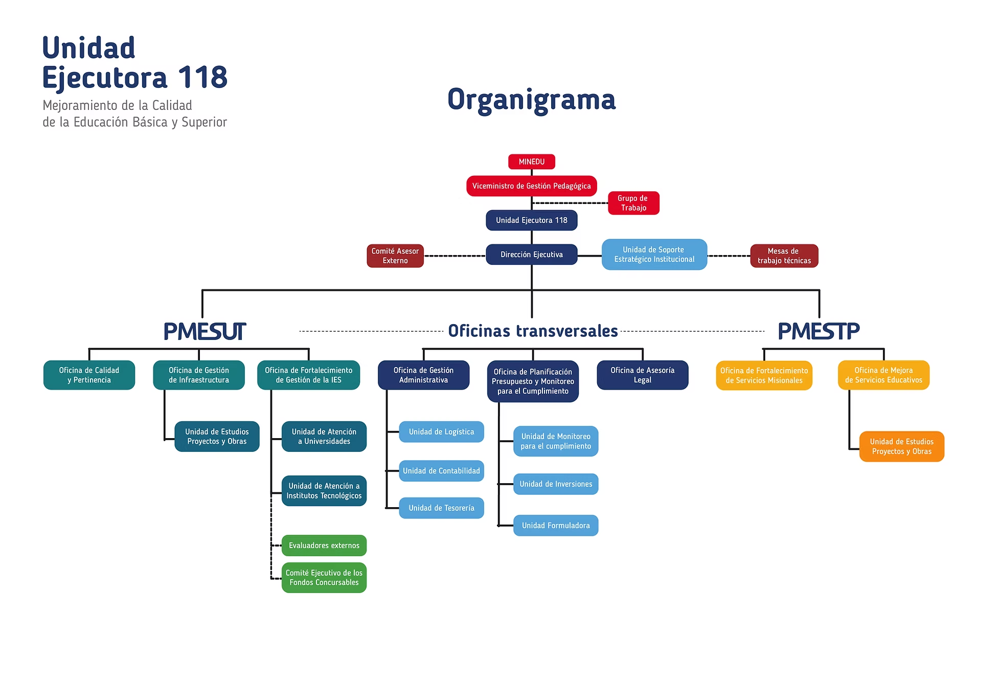 Unidad
Ejecutora 118
Mejoramiento de la Calidad
de la Educación Básica y Superior
Organigrama
MINEDU
Viceministro de Gestión Pedagógica
Grupo de
Trabajo
Unidad Ejecutora 118
Comité Asesor
Externo
Dirección Ejecutiva
Unidad de Soporte
Estratégico Institucional
Mesas de
trabajo técnicas
PMESUT
Oficinas transversales
PMESTP
Oficina de Calidad
y Pertinencia
Oficina de Gestión
de Infraestructura
Oficina de Fortalecimiento
de Gestión de la IES
Oficina de Gestión
Administrativa
Oficina de Planificación
Presupuesto y Monitoreo
para el Cumplimiento
Oficina de Asesoría
Legal
Oficina de Fortalecimiento
de Servicios Misionales
Oficina de Mejora
de Servicios Educativos
Unidad de Estudios
Proyectos y Obras
Unidad de Atención
a Universidades
Unidad de Atención a
Institutos Tecnológicos
Evaluadores externos
Comité Ejecutivo de los
Fondos Concursables
Unidad de Logística
Unidad de Contabilidad
Unidad de Tesorería
Unidad de Monitoreo
para el cumplimiento
Unidad de Inversiones
Unidad Formuladora
Unidad de Estudios
Proyectos y Obras